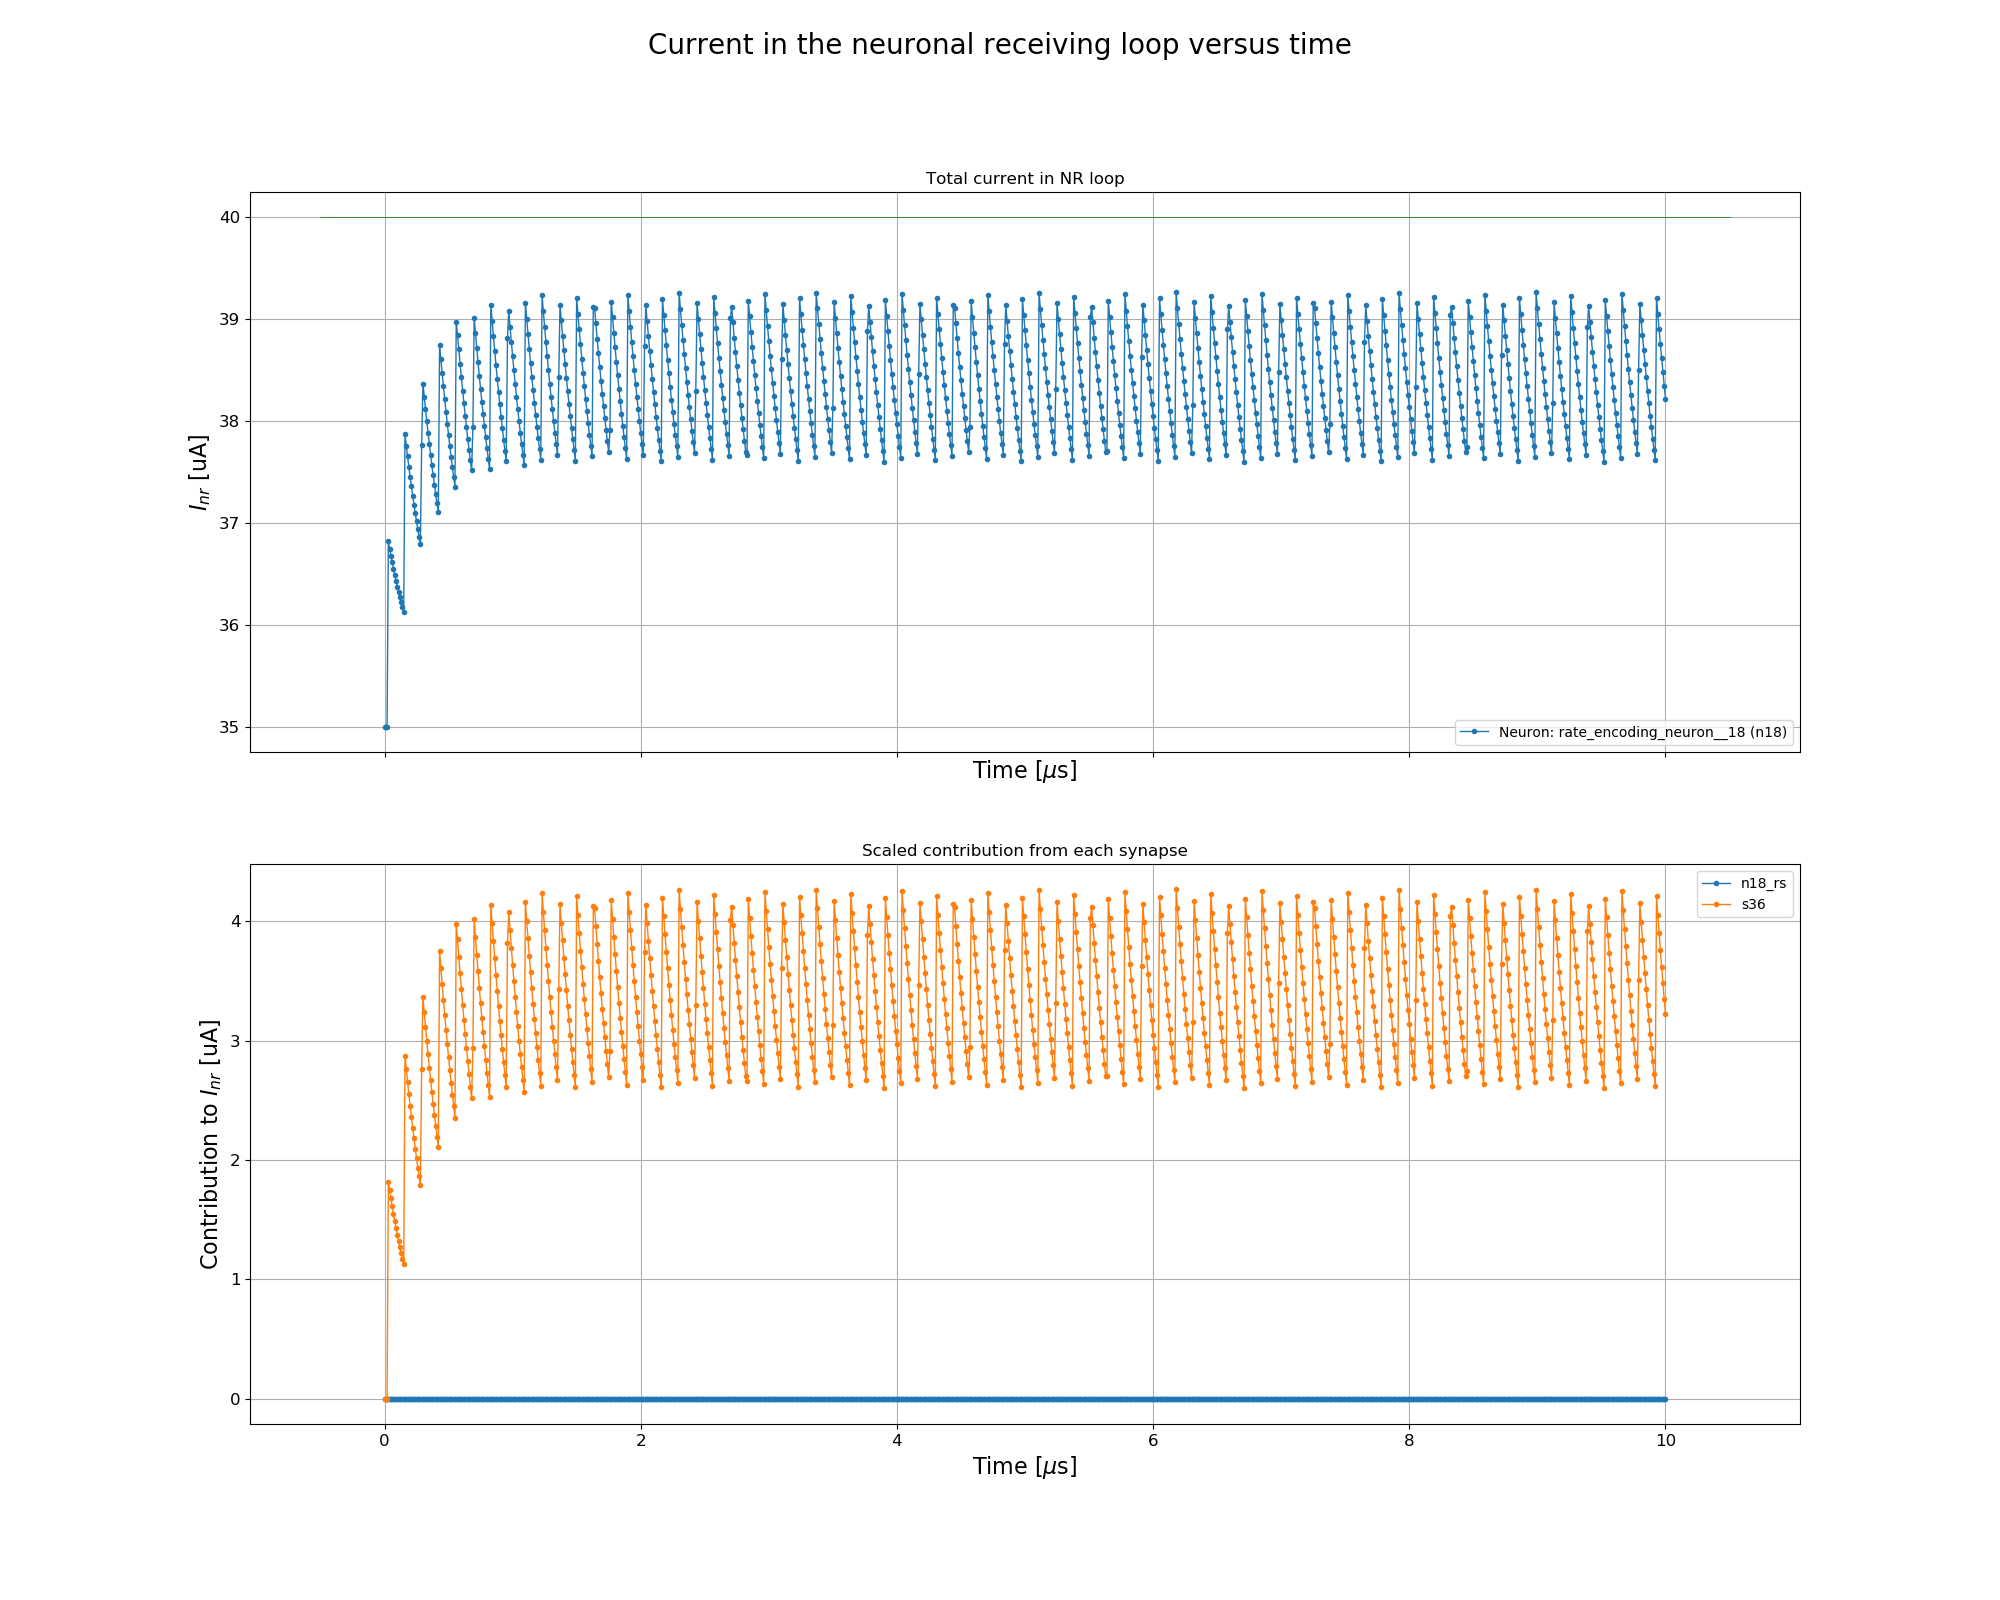 Current in the neuronal receiving loop versus time
Total current in NR loop
40
39
38
37
36
35
I_nr [uA]
Neuron: rate_encoding_neuron__18 (n18)
Time [μs]
Scaled contribution from each synapse
n18_rs
s36
4
3
2
1
0
Contribution to I_nr [uA]
0 2 4 6 8 10
Time [μs]